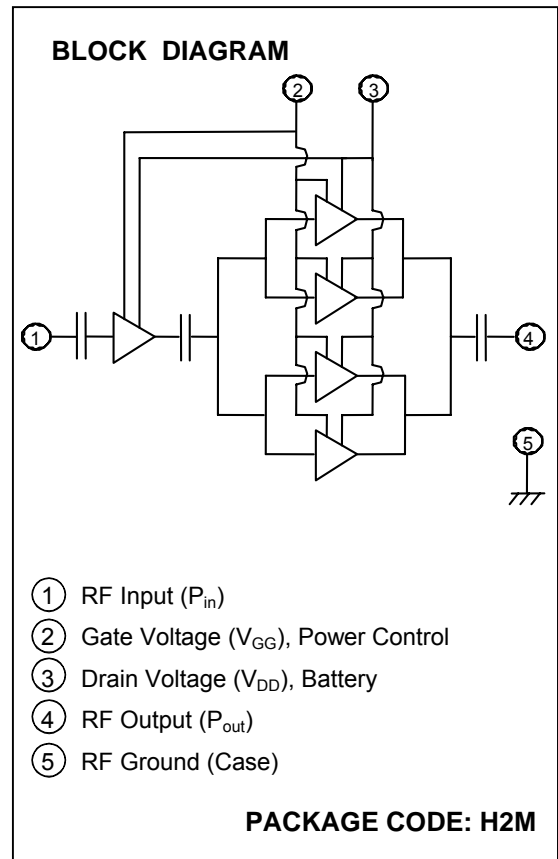 BLOCK DIAGRAM
2 3
1 4
5
1 RF Input (Pin)
2 Gate Voltage (VGG), Power Control
3 Drain Voltage (VDD), Battery
4 RF Output (Pout)
5 RF Ground (Case)
PACKAGE CODE: H2M